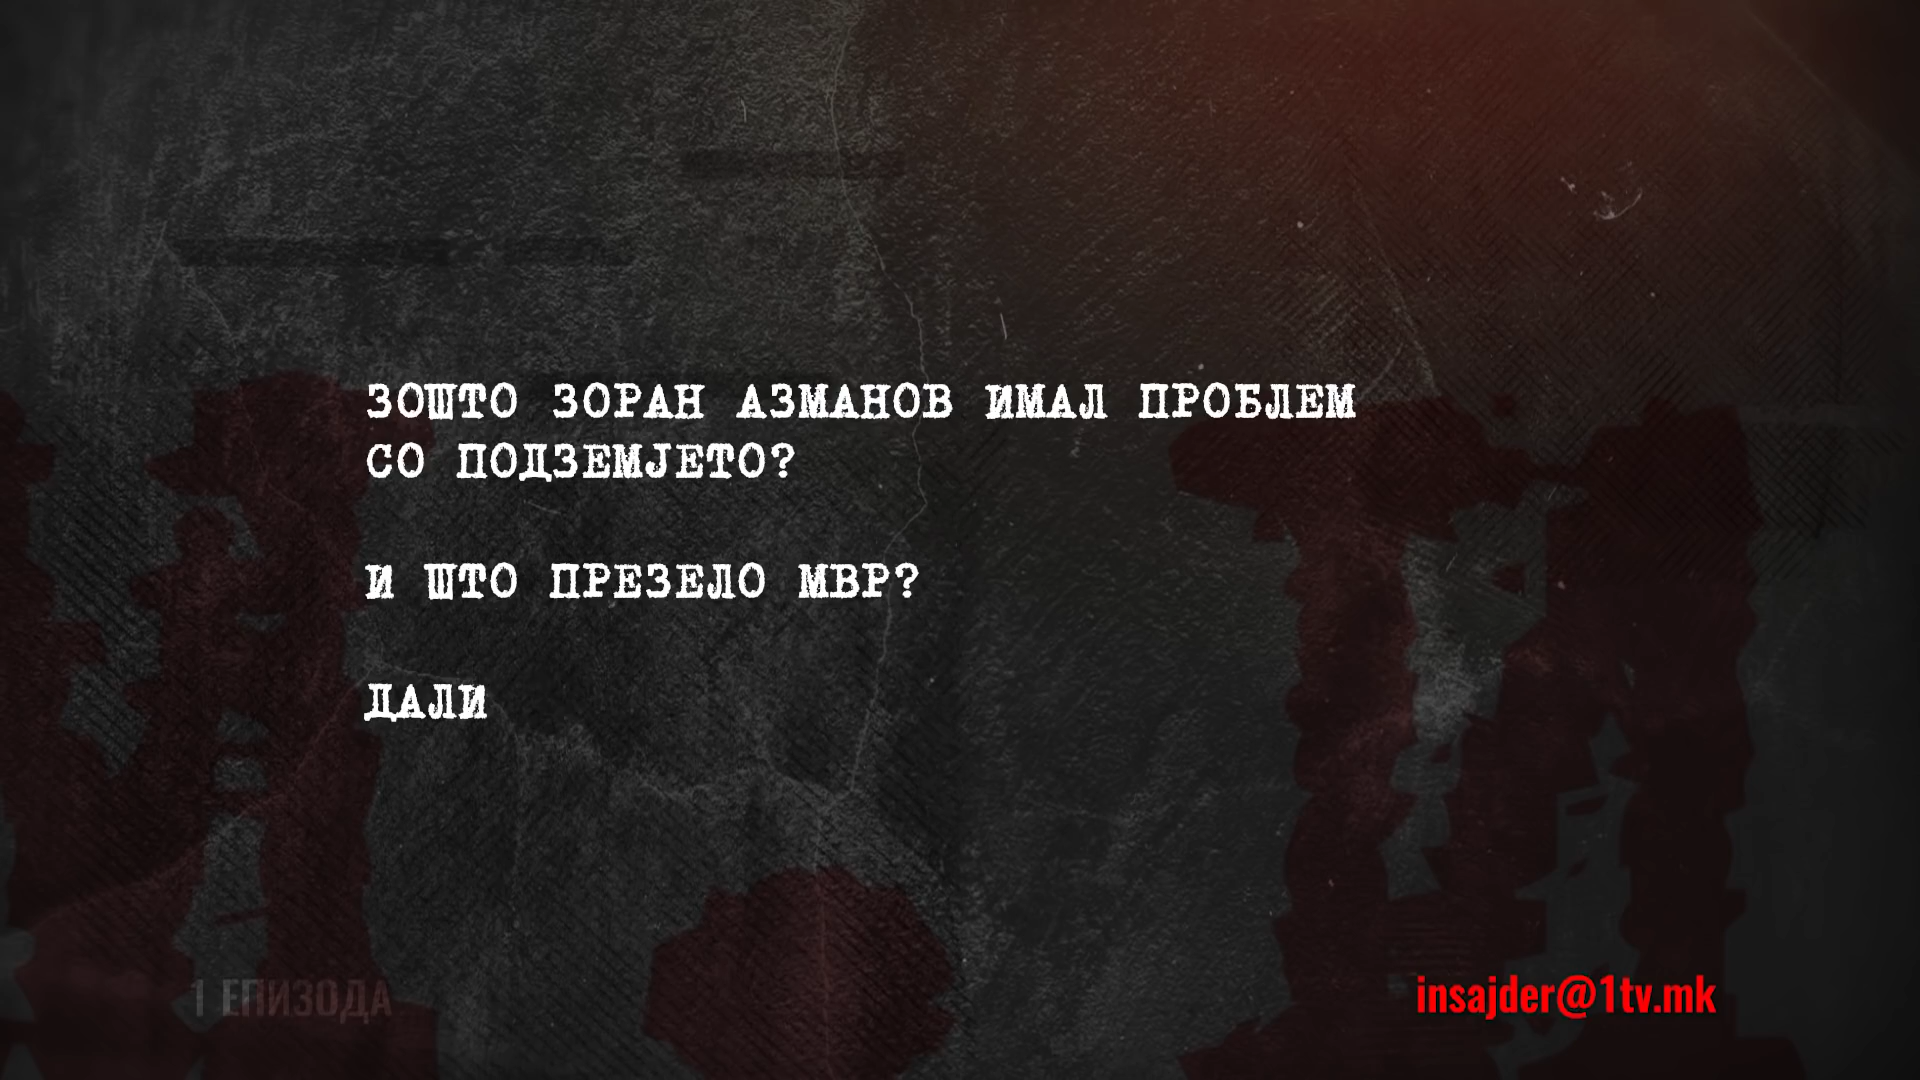 ЗОШТО ЗОРАН АЗМАНОВ ИМАЛ ПРОБЛЕМ
СО ПОДЗЕМЈЕТО?
И ШТО ПРЕЗЕЛО МВР?
ДАЛИ
1 ЕПИЗОДА
insajder@1tv.mk